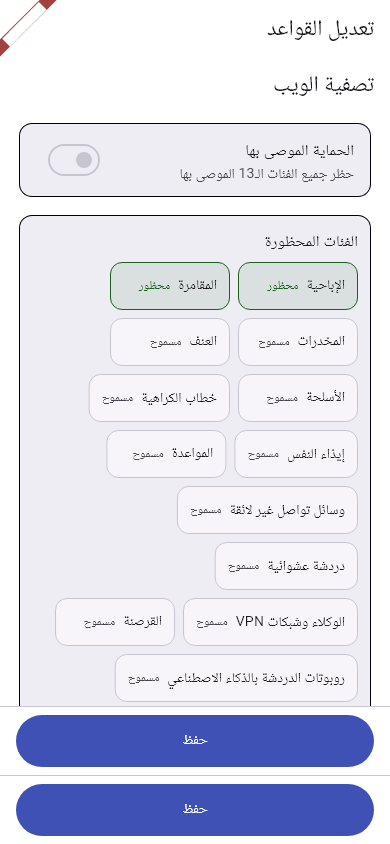 تعديل القواعد
تصفية الويب
الحماية الموصى بها
حظر جميع الفئات الـ13 الموصى بها
الفئات المحظورة
الإباحية محظور المقامرة محظور
المخدرات مسموح العنف مسموح
الأسلحة مسموح خطاب الكراهية مسموح
إيذاء النفس مسموح المواعدة مسموح
وسائل تواصل غير لائقة مسموح
دردشة عشوائية مسموح
الوكلاء وشبكات VPN مسموح القرصنة مسموح
روبوتات الدردشة بالذكاء الاصطناعي مسموح
حفظ
حفظ